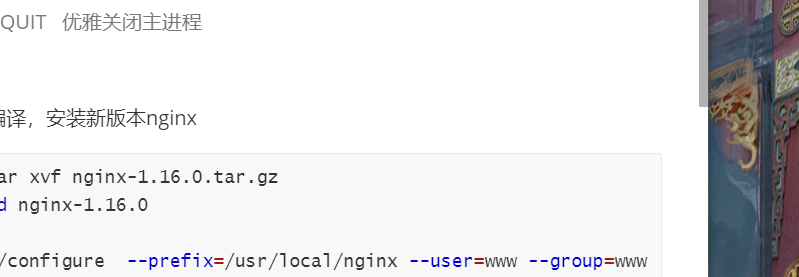 QUIT 优雅关闭主进程
编译，安装新版本nginx
ar xvf nginx-1.16.0.tar.gz
d nginx-1.16.0
/configure --prefix=/usr/local/nginx --user=www --group=www